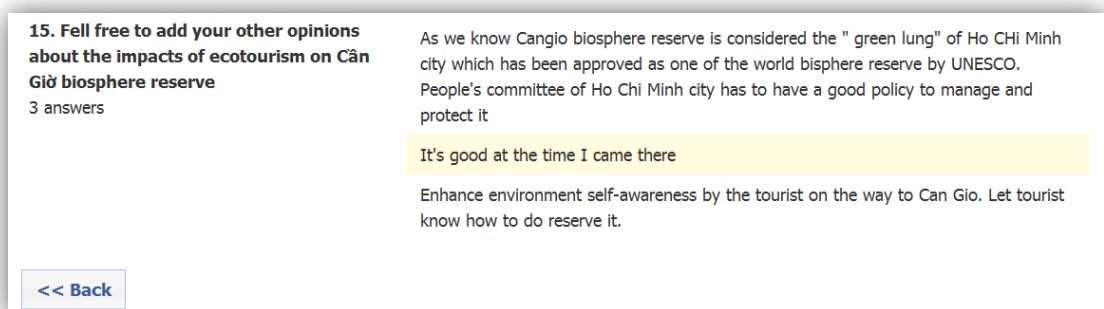 15. Fell free to add your other opinions
about the impacts of ecotourism on Cần
Giờ biosphere reserve
3 answers
As we know Cangio biosphere reserve is considered the " green lung" of Ho CHi Minh
city which has been approved as one of the world bisphere reserve by UNESCO.
People's committee of Ho Chi Minh city has to have a good policy to manage and
protect it
It's good at the time I came there
Enhance environment self-awareness by the tourist on the way to Can Gio. Let tourist
know how to do reserve it.
<< Back